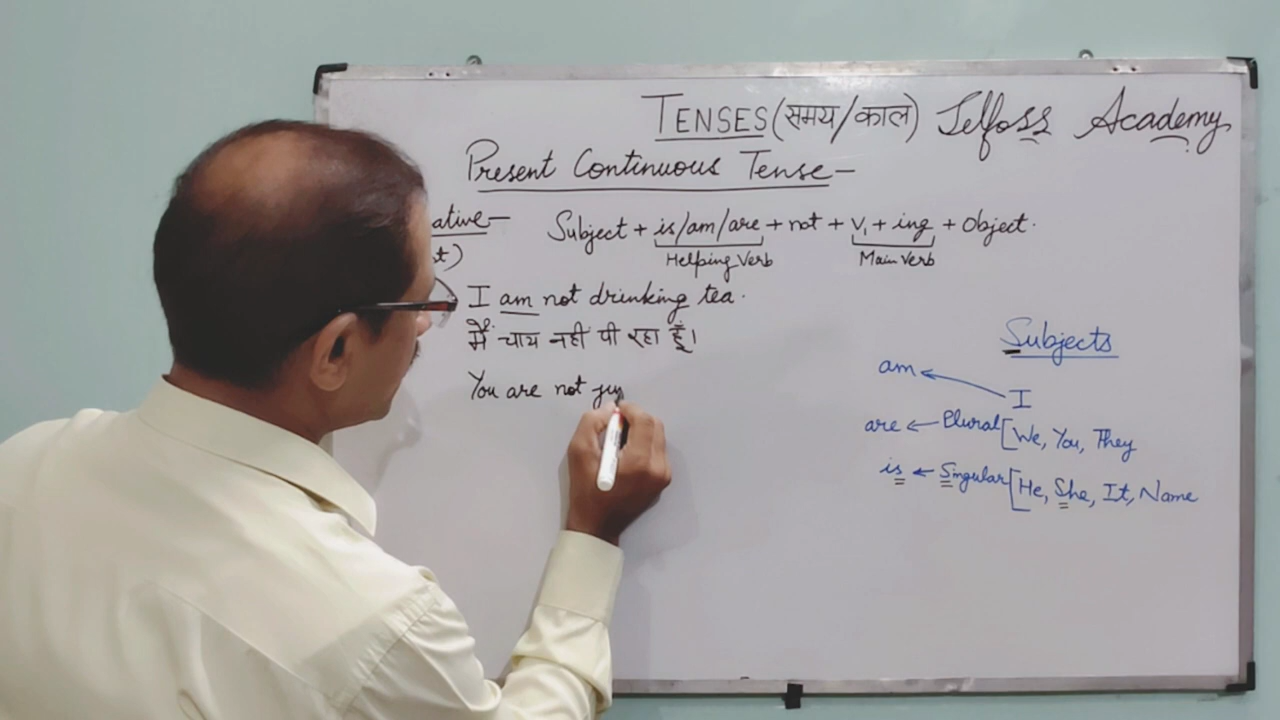 TENSES (समय/काल) Selfoss Academy
Present Continuous Tense—
ative— Subject + is/am/are + not + V₁ + ing + Object.
t) Helping Verb Main Verb
I am not drinking tea.
मैं चाय नहीं पी रहा हूँ।
You are not
Subjects
am ← I
are ← Plural [We, You, They
is ← Singular [He, She, It, Name